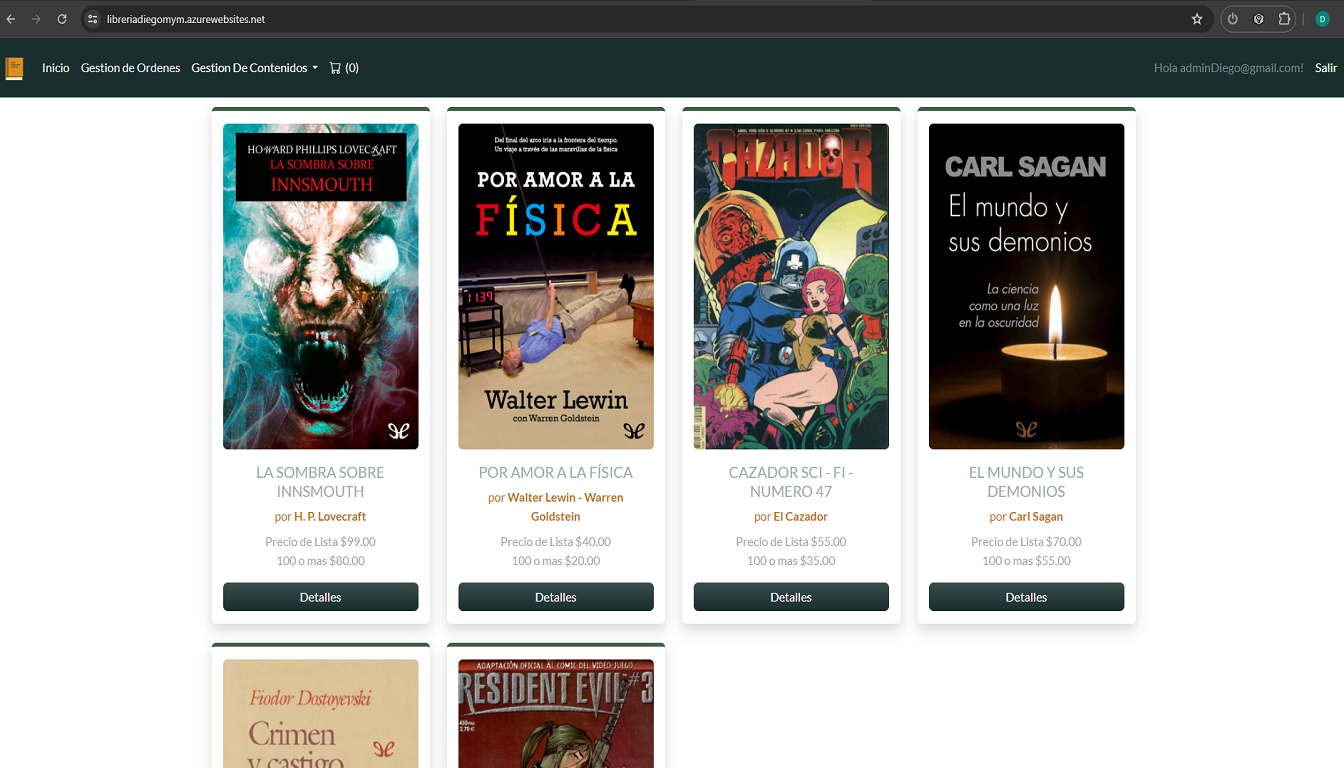 libreriadiegomym.azurewebsites.net
D
Inicio
Gestion de Ordenes
Gestion De Contenidos
(0)
Hola adminDiego@gmail.com!
Salir
HOWARD PHILLIPS LOVECRAFT
LA SOMBRA SOBRE
INNSMOUTH
LA SOMBRA SOBRE
INNSMOUTH
por H. P. Lovecraft
Precio de Lista $99.00
100 o mas $80.00
Detalles
Del final del arco iris a la frontera del tiempo.
Un viaje a través de las maravillas de la física
POR AMOR A LA
FÍSICA
11:39
Walter Lewin
con Warren Goldstein
POR AMOR A LA FÍSICA
por Walter Lewin - Warren
Goldstein
Precio de Lista $40.00
100 o mas $20.00
Detalles
CAZADOR
CAZADOR SCI - FI -
NUMERO 47
por El Cazador
Precio de Lista $55.00
100 o mas $35.00
Detalles
CARL SAGAN
El mundo y
sus demonios
La ciencia
como una luz
en la oscuridad
EL MUNDO Y SUS
DEMONIOS
por Carl Sagan
Precio de Lista $70.00
100 o mas $55.00
Detalles
Fiodor Dostoyevski
Crimen
y castigo
ADAPTACIÓN OFICIAL AL COMIC DEL VIDEO-JUEGO
RESIDENT EVIL #3